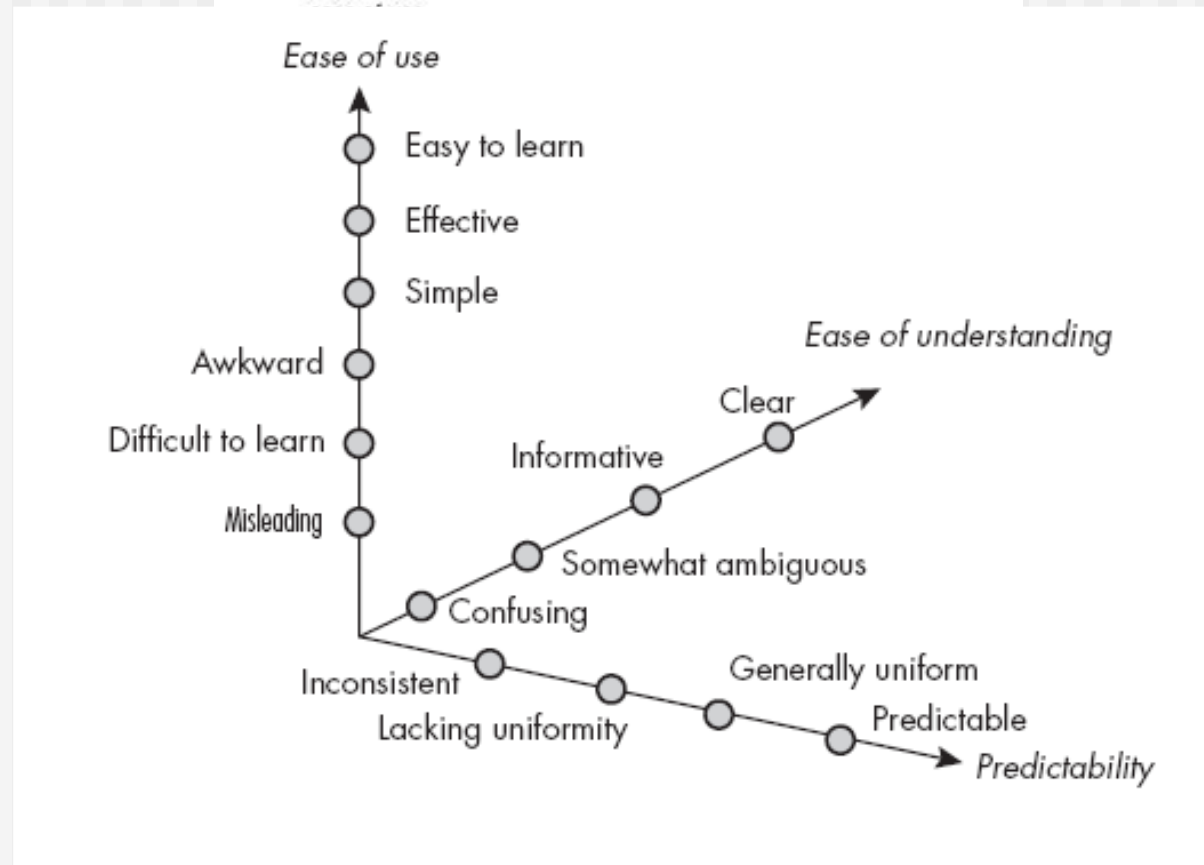 Ease of use
Easy to learn
Effective
Simple
Awkward
Difficult to learn
Misleading
Ease of understanding
Clear
Informative
Somewhat ambiguous
Confusing
Inconsistent
Lacking uniformity
Generally uniform
Predictable
Predictability